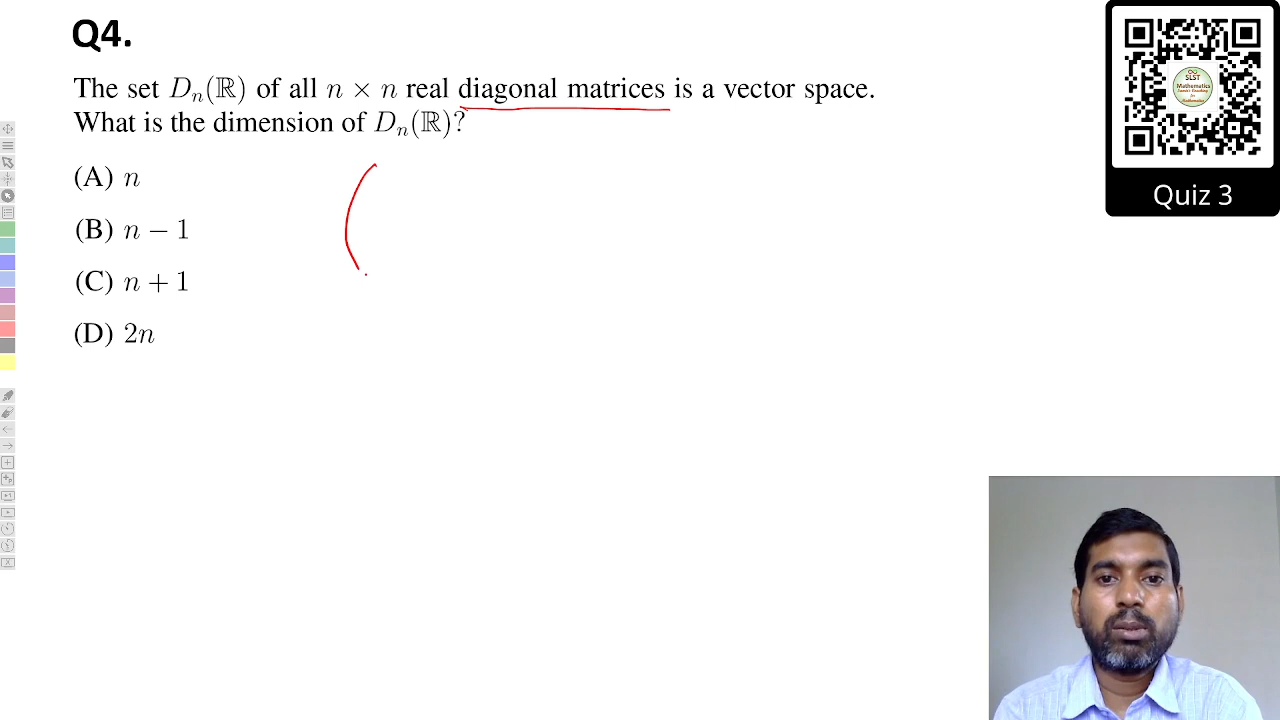 Q4.
The set Dₙ(ℝ) of all n × n real diagonal matrices is a vector space.
What is the dimension of Dₙ(ℝ)?
(A) n
(B) n − 1
(C) n + 1
(D) 2n
SLST
Mathematics
Quiz 3